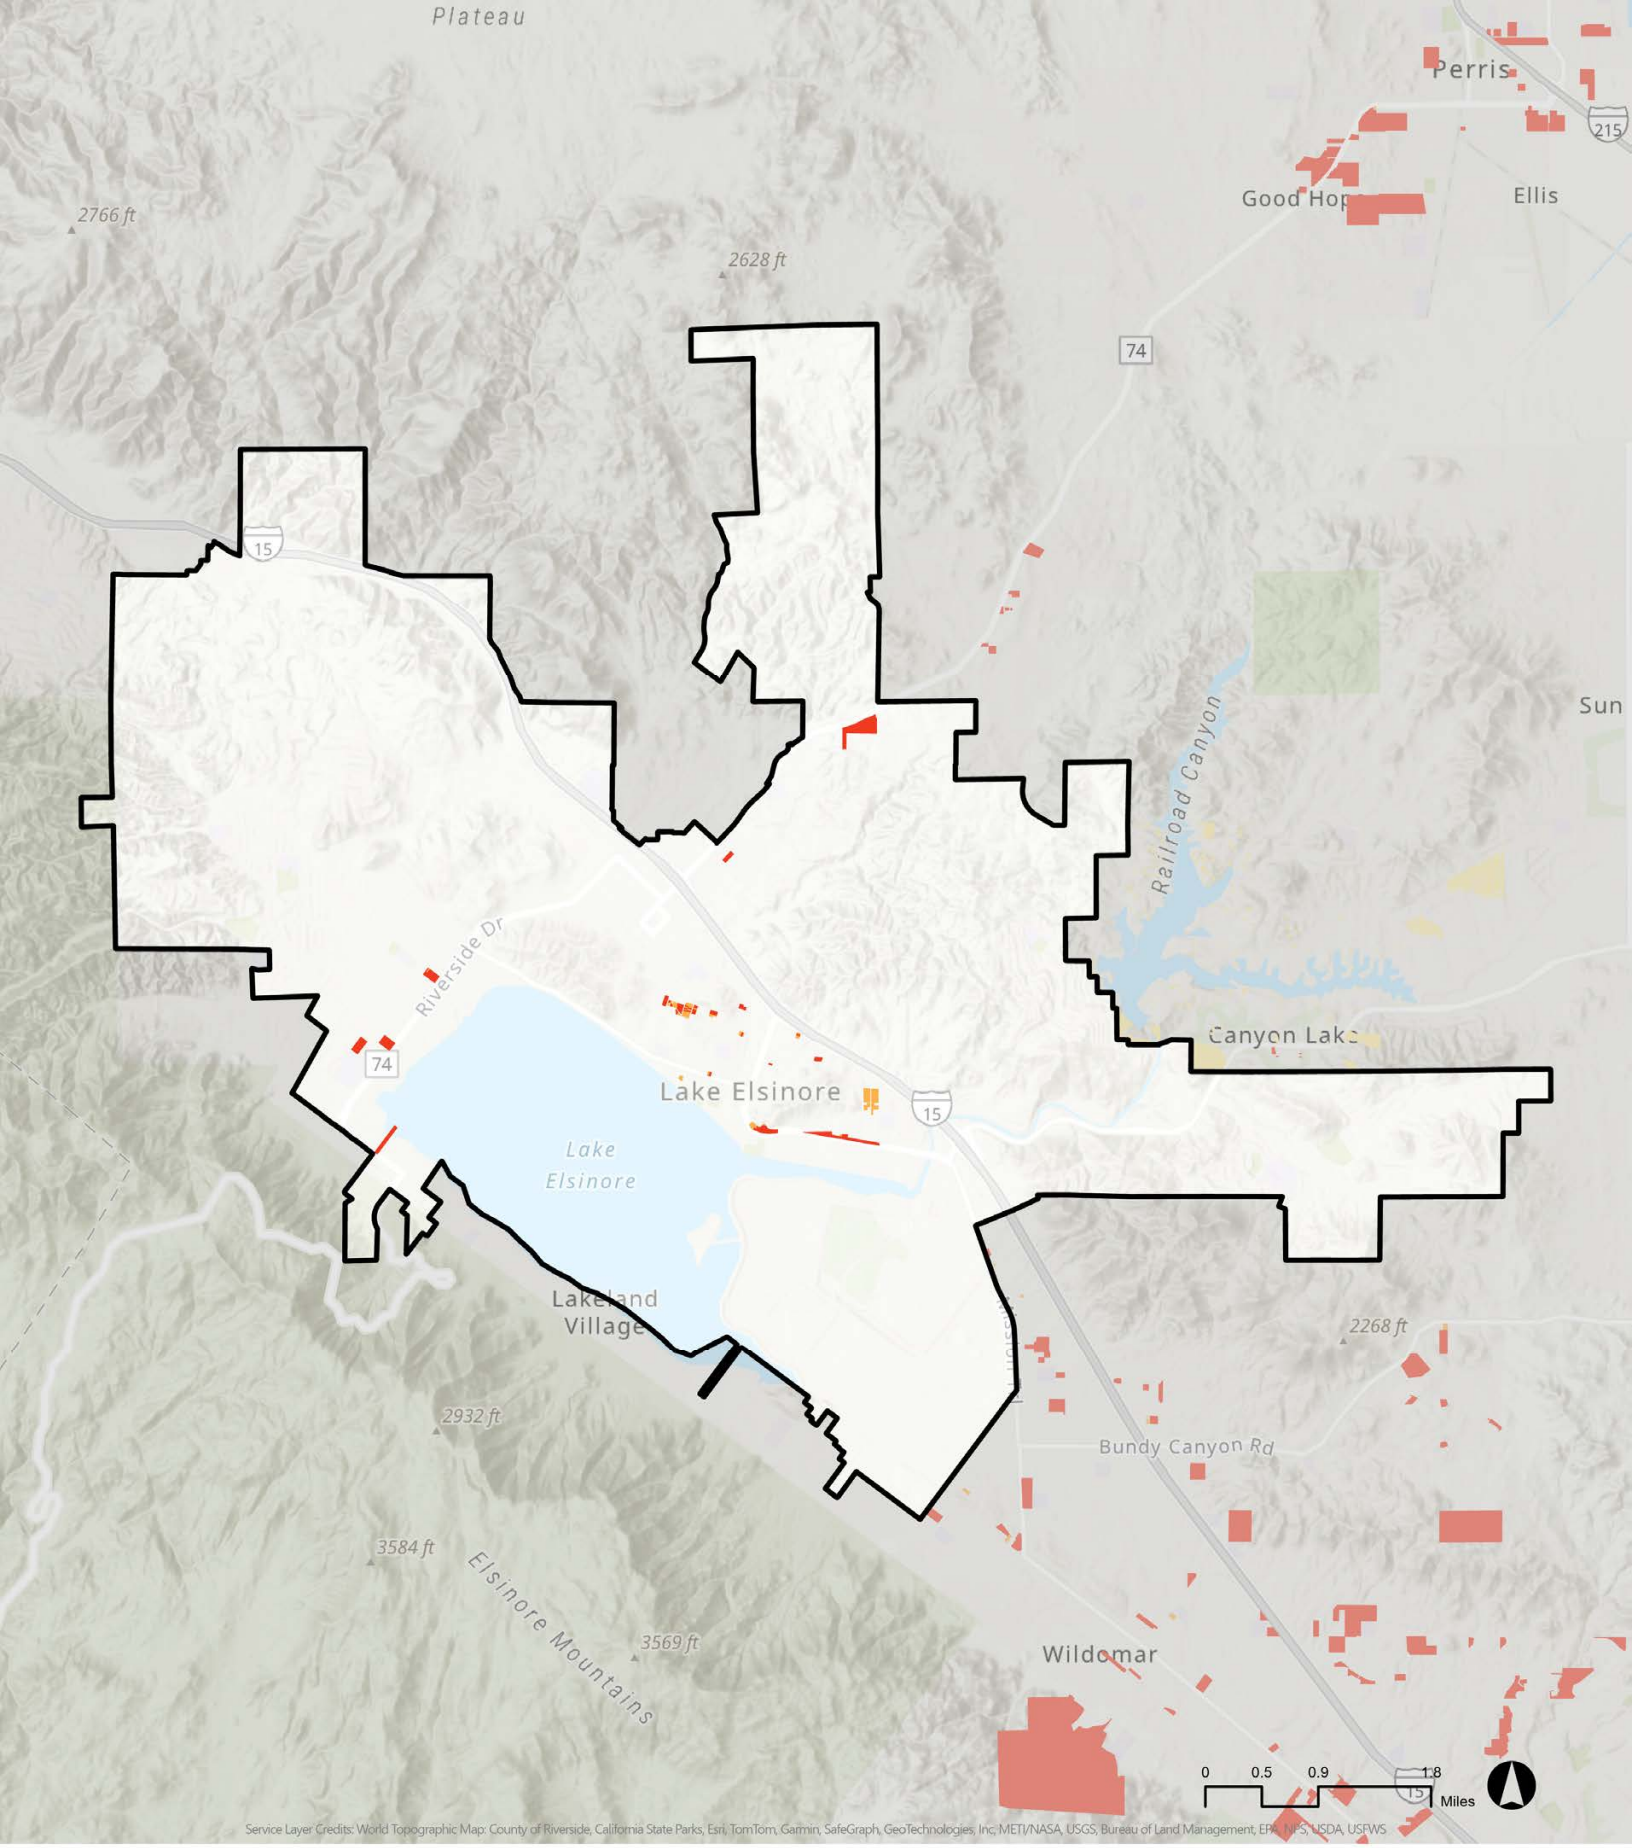 Plateau
Perris
215
Good Hop
Ellis
2766 ft
2628 ft
74
15
Sun
Railroad Canyon
Riverside Dr
Canyon Lake
74
Lake Elsinore
15
Lake
Elsinore
Lakeland
Village
2268 ft
2932 ft
Bundy Canyon Rd
3584 ft
Elsinore Mountains
3569 ft
Wildomar
0 0.5 0.9 1.8
Miles
15
Service Layer Credits: World Topographic Map: County of Riverside, California State Parks, Esri, TomTom, Garmin, SafeGraph, GeoTechnologies, Inc, METI/NASA, USGS, Bureau of Land Management, EPA, NPS, USDA, USFWS